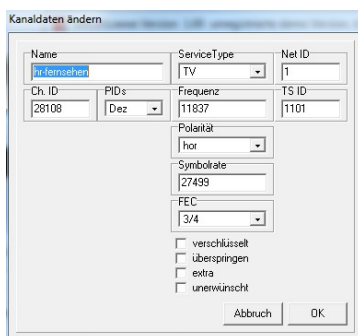 Kanaldaten ändern
Name ServiceType Net ID
hr-fernsehen TV 1
Ch. ID PIDs Frequenz TS ID
28108 Dez 11837 1101
Polarität
hor
Symbolrate
27499
FEC
3/4
verschlüsselt
überspringen
extra
unerwünscht
Abbruch OK